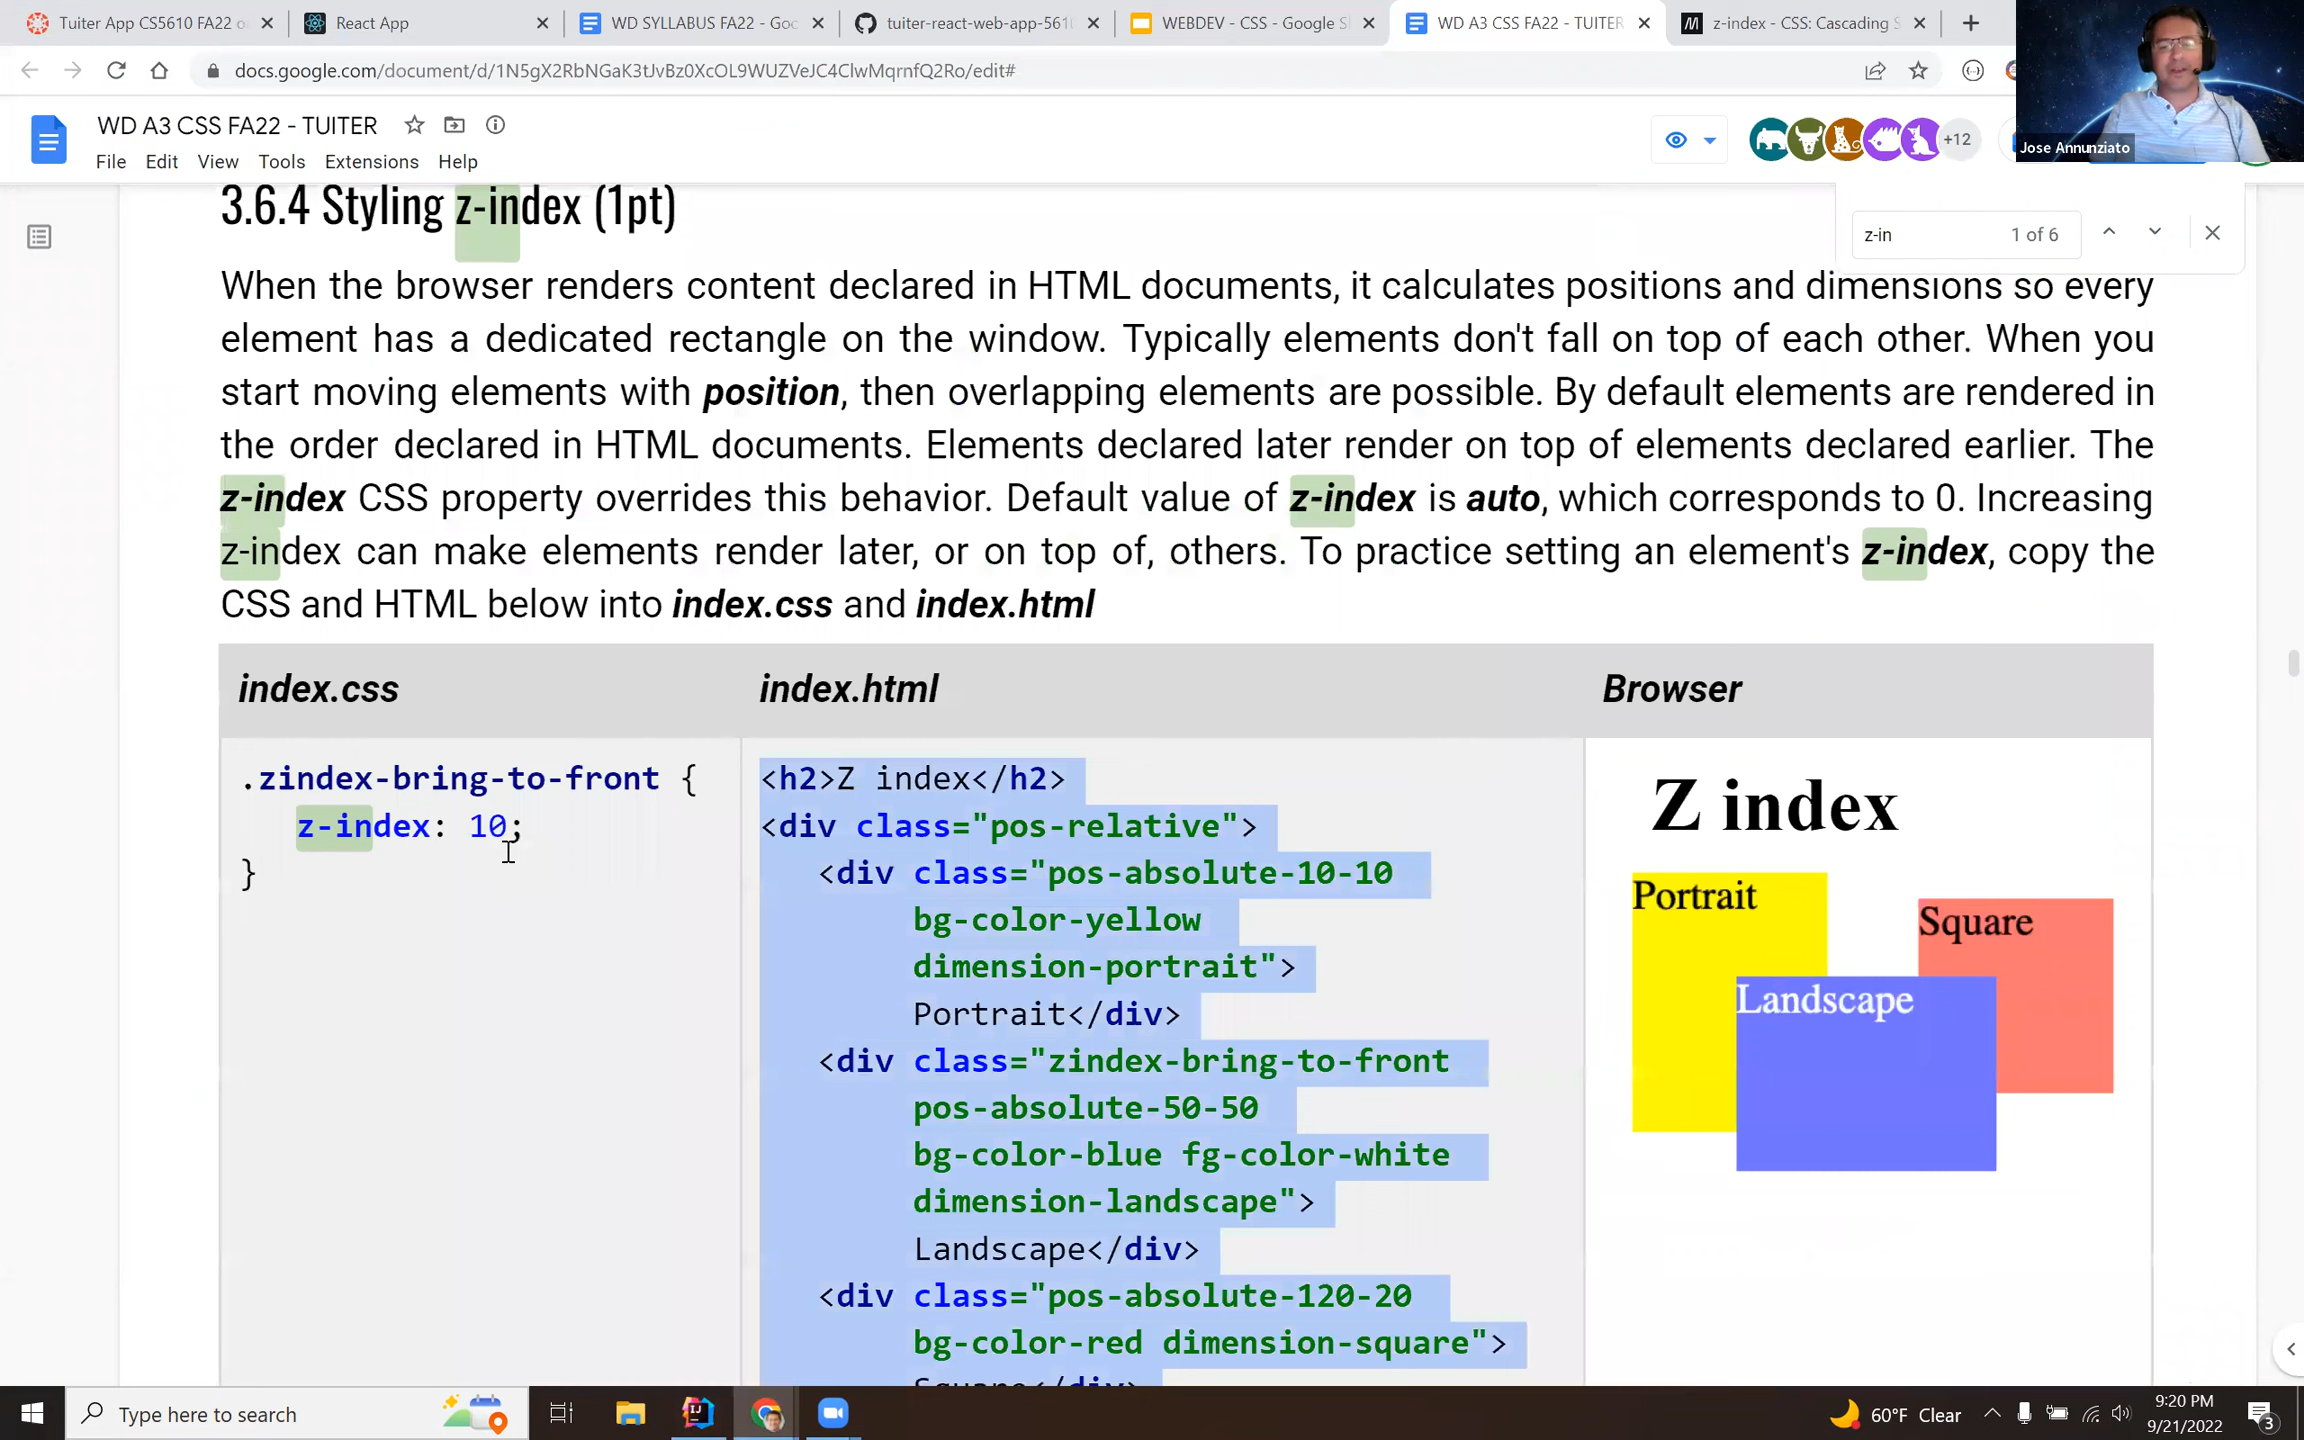 Tuiter App CS5610 FA22 o
React App
WD SYLLABUS FA22 - Goo
tuiter-react-web-app-561
WEBDEV - CSS - Google S
WD A3 CSS FA22 - TUITER
z-index - CSS: Cascading S
docs.google.com/document/d/1N5gX2RbNGaK3tJvBz0XcOL9WUZVeJC4ClwMqrnfQ2Ro/edit#
WD A3 CSS FA22 - TUITER
File Edit View Tools Extensions Help
+12
Jose Annunziato
z-in 1 of 6
3.6.4 Styling z-index (1pt)
When the browser renders content declared in HTML documents, it calculates positions and dimensions so every
element has a dedicated rectangle on the window. Typically elements don't fall on top of each other. When you
start moving elements with position, then overlapping elements are possible. By default elements are rendered in
the order declared in HTML documents. Elements declared later render on top of elements declared earlier. The
z-index CSS property overrides this behavior. Default value of z-index is auto, which corresponds to 0. Increasing
z-index can make elements render later, or on top of, others. To practice setting an element's z-index, copy the
CSS and HTML below into index.css and index.html
index.css
index.html
Browser
.zindex-bring-to-front {
z-index: 10;
}
<h2>Z index</h2>
<div class="pos-relative">
<div class="pos-absolute-10-10
bg-color-yellow
dimension-portrait">
Portrait</div>
<div class="zindex-bring-to-front
pos-absolute-50-50
bg-color-blue fg-color-white
dimension-landscape">
Landscape</div>
<div class="pos-absolute-120-20
bg-color-red dimension-square">
Square</div>
Z index
Portrait
Square
Landscape
Type here to search
60°F Clear
9:20 PM
9/21/2022
3